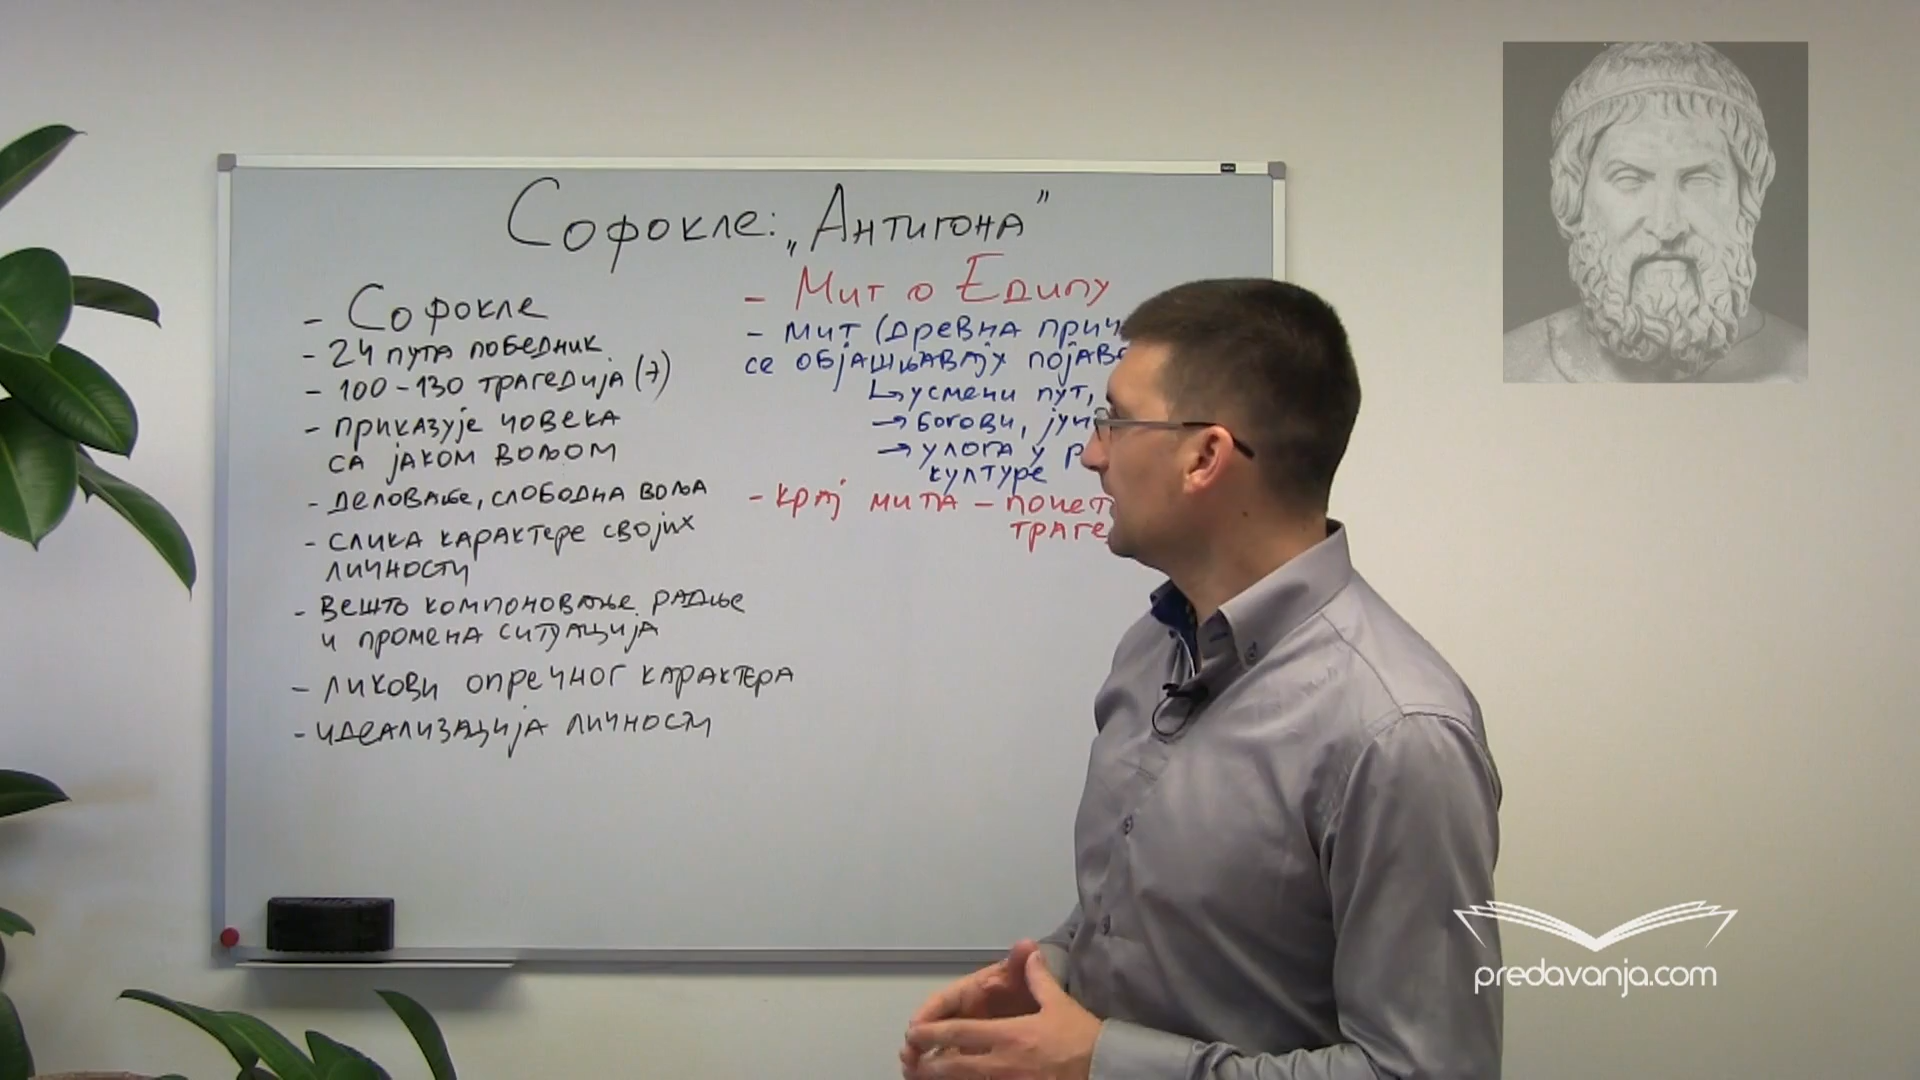 Софокле: „Антигона”
- Софокле
- 24 пута победник
- 100-130 трагедија (7)
- приказује човека
са јаком вољом
- деловање, слободна воља
- слика карактере својих
личности
- вешто компоновање радње
и промена ситуација
- ликови опречног карактера
- идеализација личности
- Мит о Едипу
- мит (древна прич
се објашњавају појаве
усмени пут,
→ богови, јун
→ улога у р
културе
- крај мита - почет
траге
predavanja.com